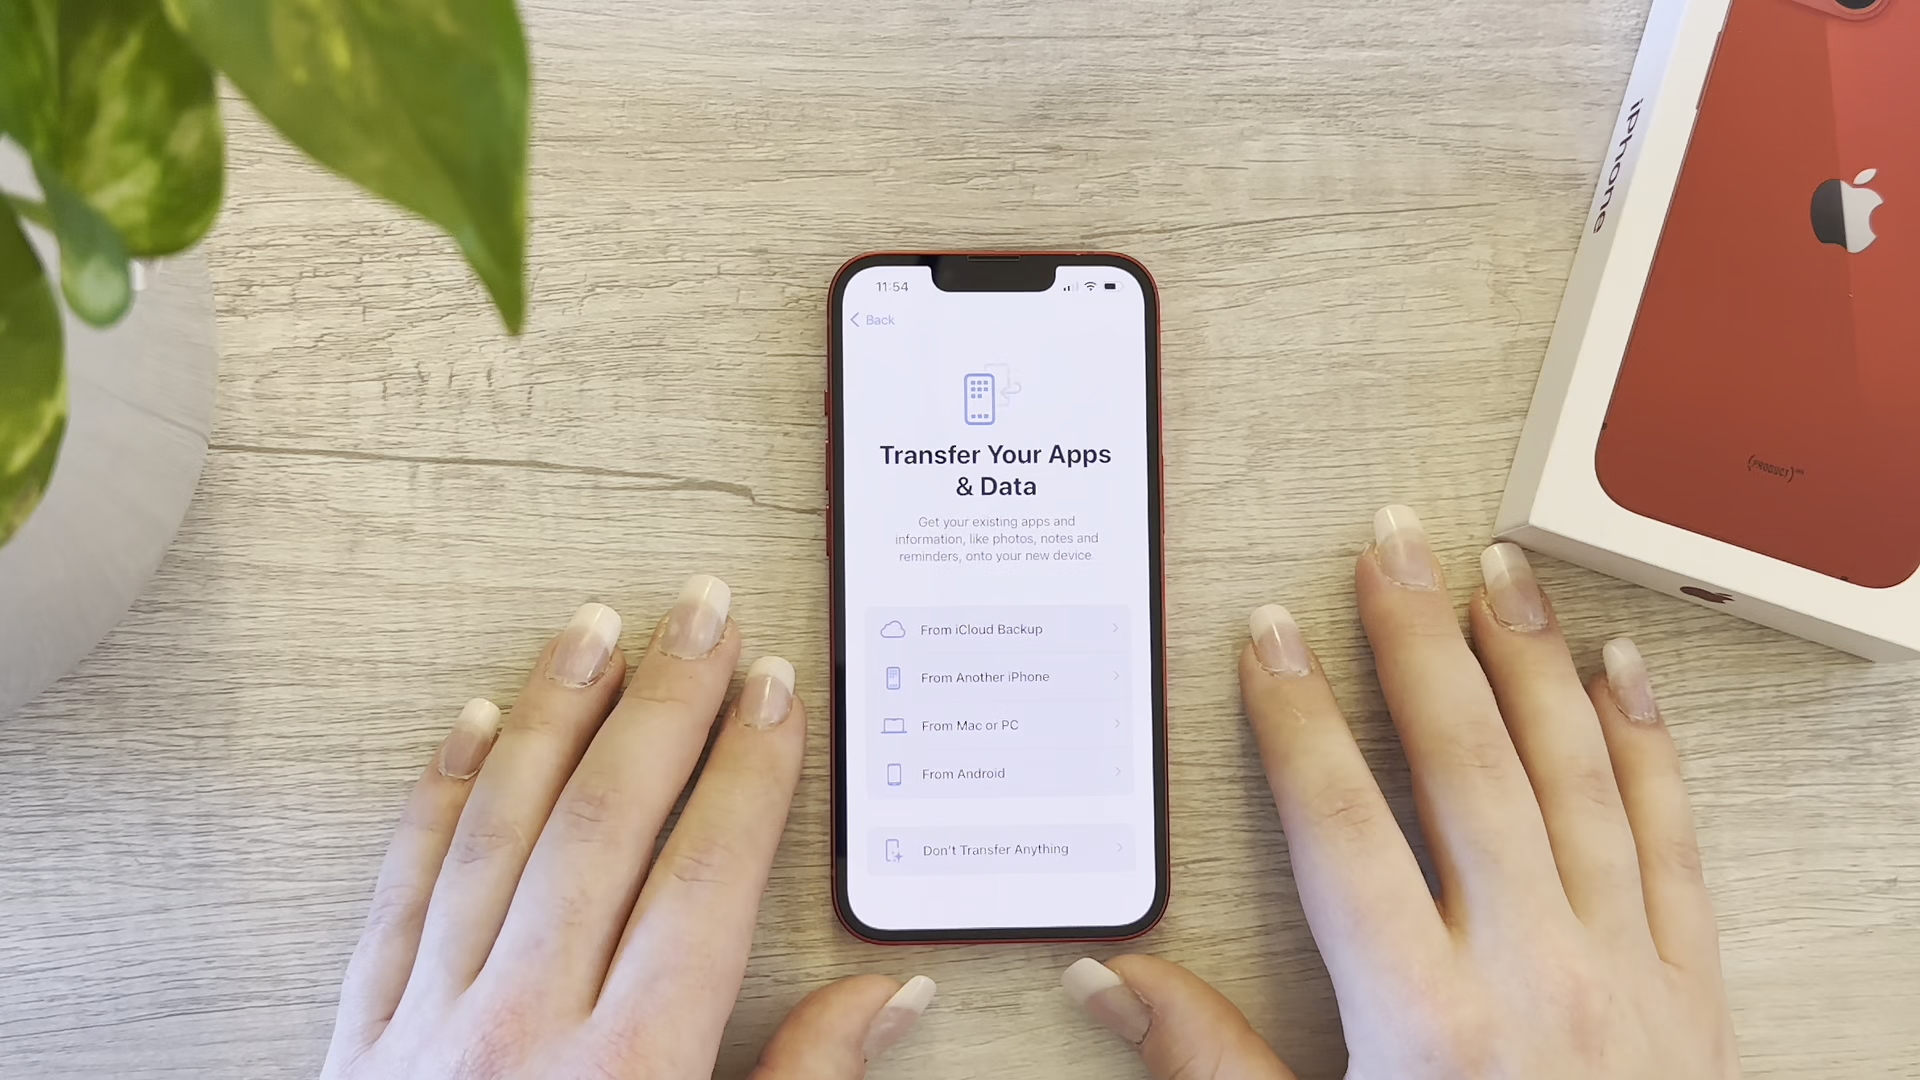 11:54
Back
Transfer Your Apps
& Data
Get your existing apps and
information, like photos, notes and
reminders, onto your new device.
From iCloud Backup
From Another iPhone
From Mac or PC
From Android
Don't Transfer Anything
iPhone
(PRODUCT)